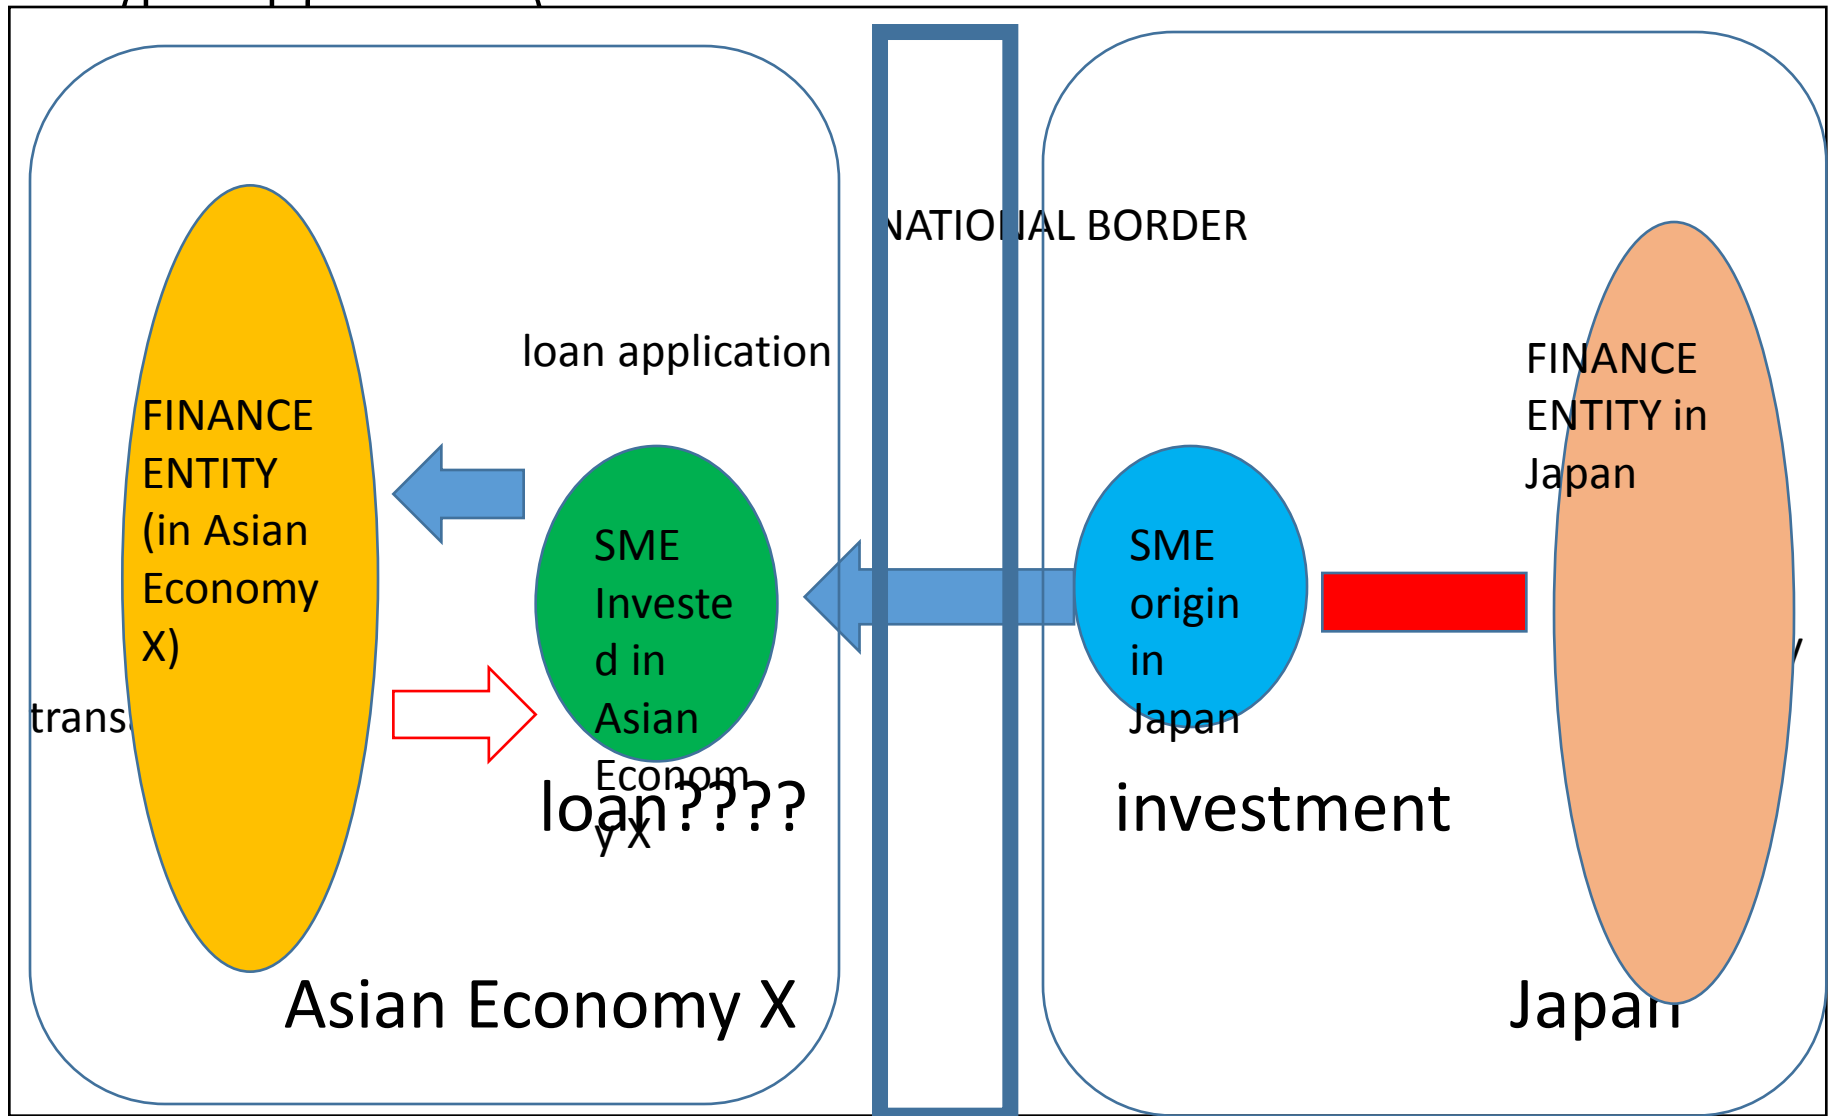 NATIONAL BORDER
loan application
FINANCE
ENTITY
(in Asian
Economy
X)
SME
Investe
d in
Asian
Econom
y X
SME
origin
in
Japan
FINANCE
ENTITY in
Japan
loan????
investment
Asian Economy X
Japan